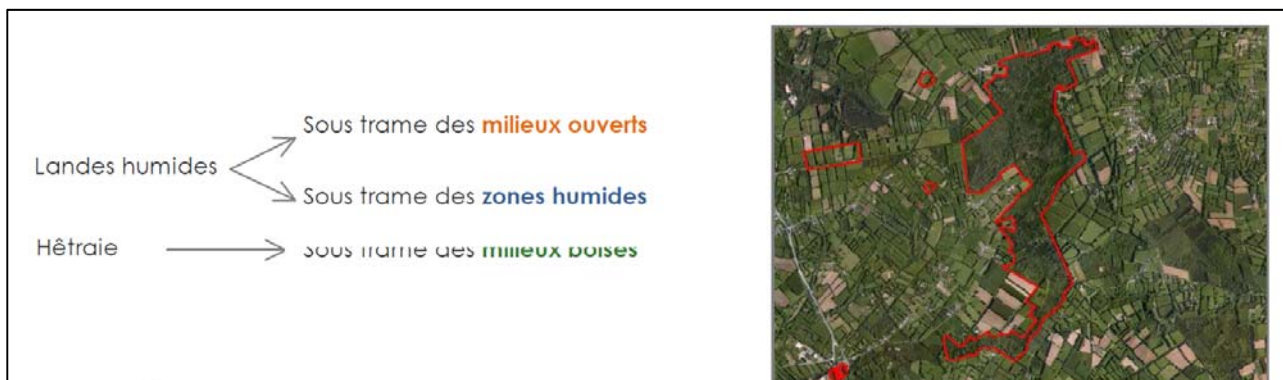 Sous trame des milieux ouverts
Landes humides
Sous trame des zones humides
Hêtraie
sous trame des milieux boisés